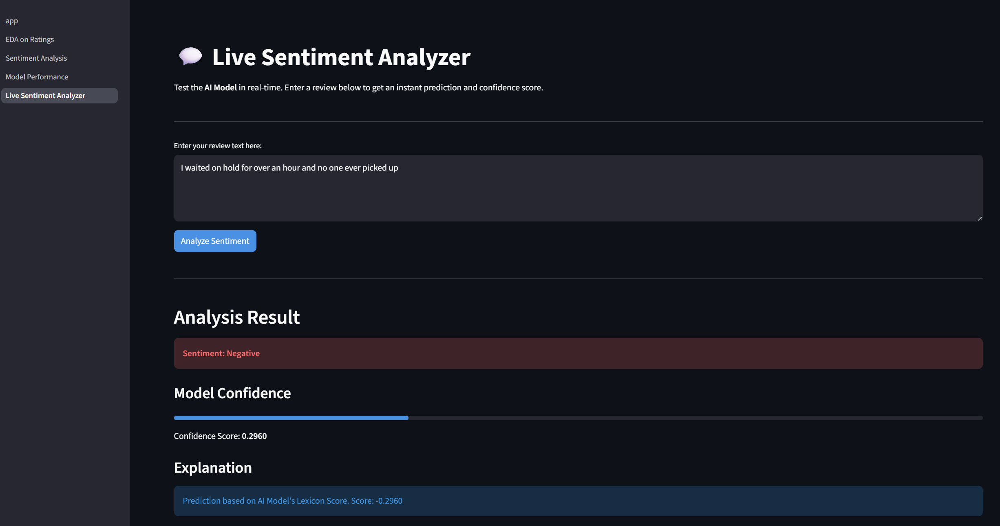 app
EDA on Ratings
Sentiment Analysis
Model Performance
Live Sentiment Analyzer
Live Sentiment Analyzer
Test the AI Model in real-time. Enter a review below to get an instant prediction and confidence score.
Enter your review text here:
I waited on hold for over an hour and no one ever picked up
Analyze Sentiment
Analysis Result
Sentiment: Negative
Model Confidence
Confidence Score: 0.2960
Explanation
Prediction based on AI Model's Lexicon Score. Score: -0.2960